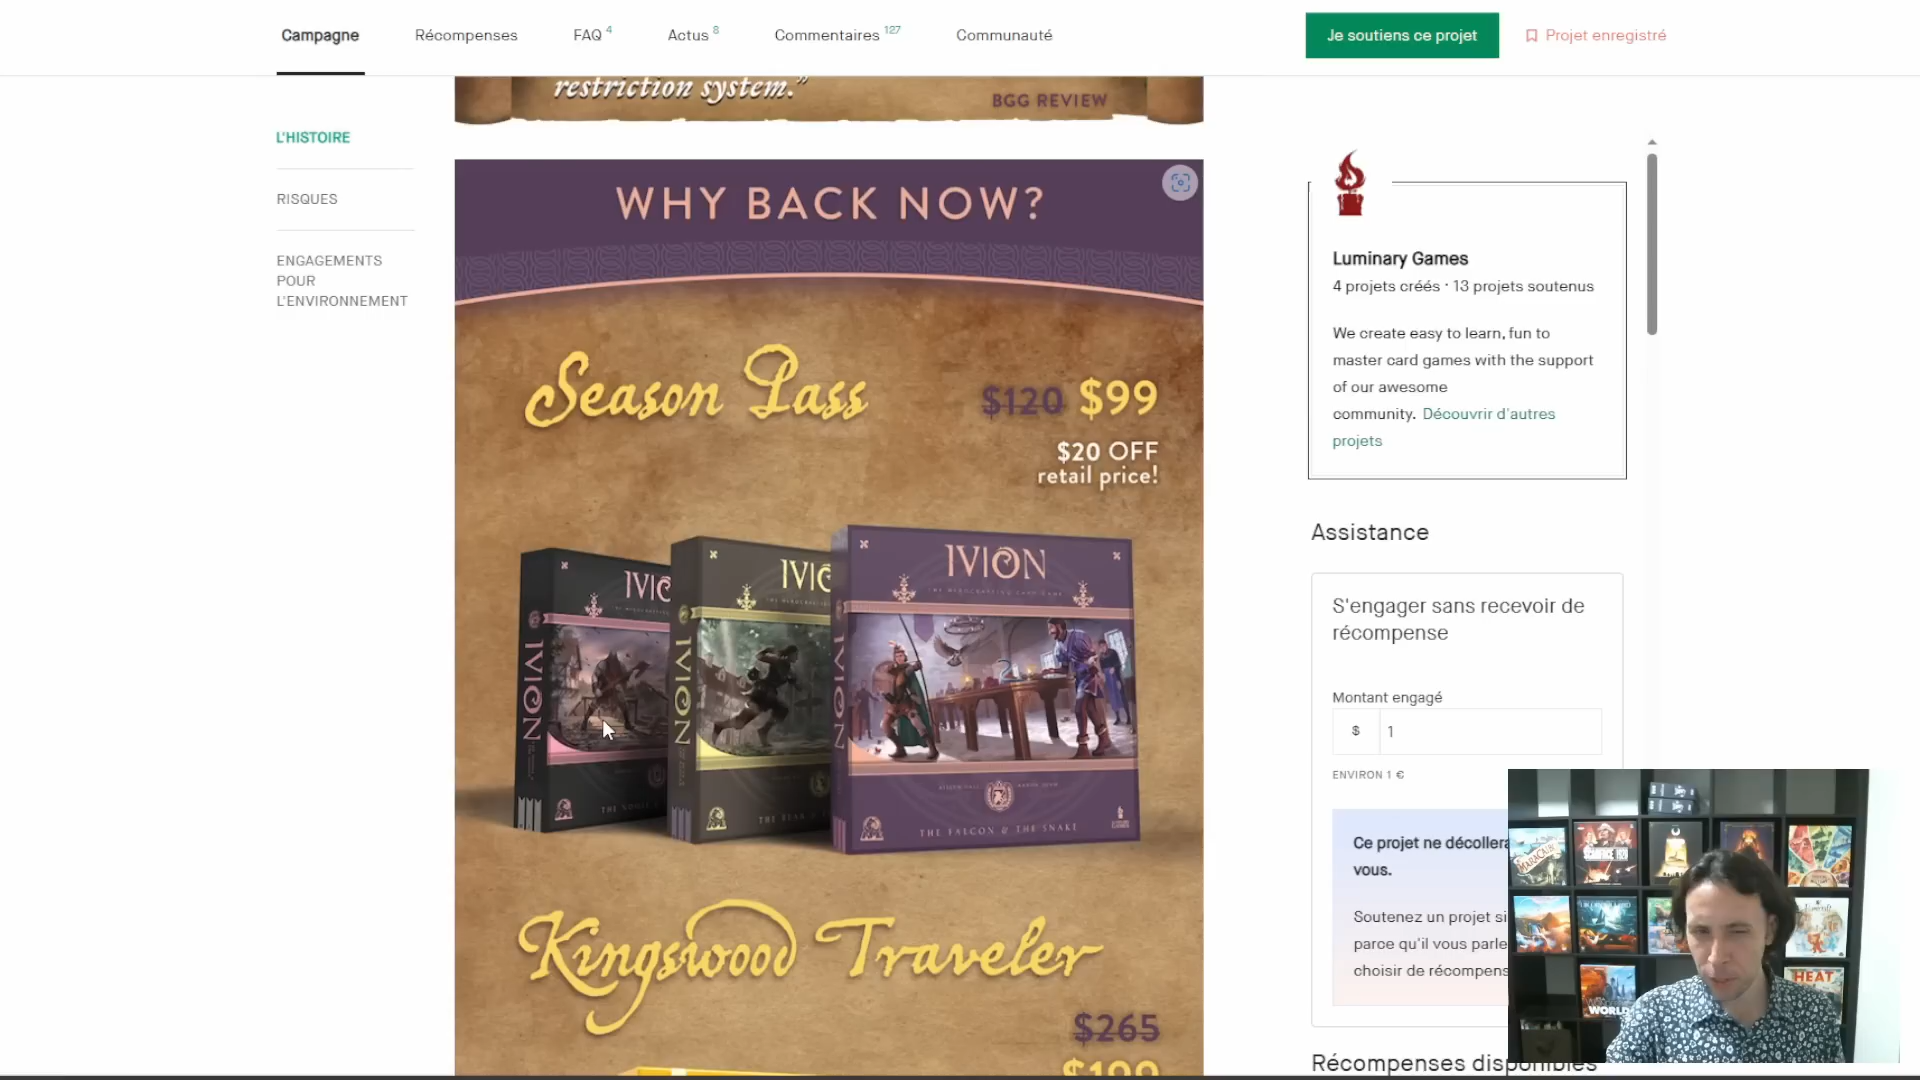 Campagne
Récompenses
FAQ 4
Actus 8
Commentaires 127
Communauté
Je soutiens ce projet
Projet enregistré
L'HISTOIRE
RISQUES
ENGAGEMENTS
POUR
L'ENVIRONNEMENT
restriction system.”
BGG REVIEW
WHY BACK NOW?
Season Pass
$120 $99
$20 OFF
retail price!
IVIO
IVION
IVIO
IVION
IVION
THE FALCON & THE SNAKE
Kingswood Traveler
$265
$199
Luminary Games
4 projets créés · 13 projets soutenus
We create easy to learn, fun to
master card games with the support
of our awesome
community. Découvrir d'autres
projets
Assistance
S'engager sans recevoir de
récompense
Montant engagé
$ 1
ENVIRON 1 €
Ce projet ne décollera
vous.
Soutenez un projet si
parce qu'il vous parle
choisir de récompens
MARACAIBO
HEAT
WORLD
Récompenses disponibles